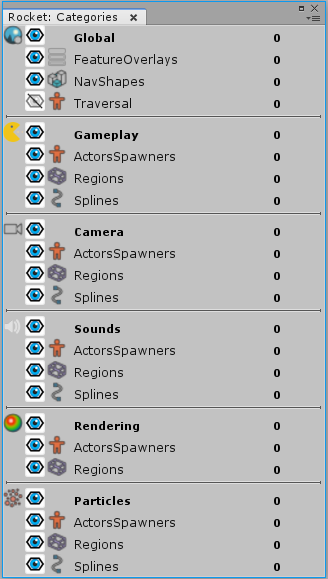 Rocket: Categories
Global 0
FeatureOverlays 0
NavShapes 0
Traversal 0
Gameplay 0
ActorsSpawners 0
Regions 0
Splines 0
Camera 0
ActorsSpawners 0
Regions 0
Splines 0
Sounds 0
ActorsSpawners 0
Regions 0
Splines 0
Rendering 0
ActorsSpawners 0
Regions 0
Particles 0
ActorsSpawners 0
Regions 0
Splines 0